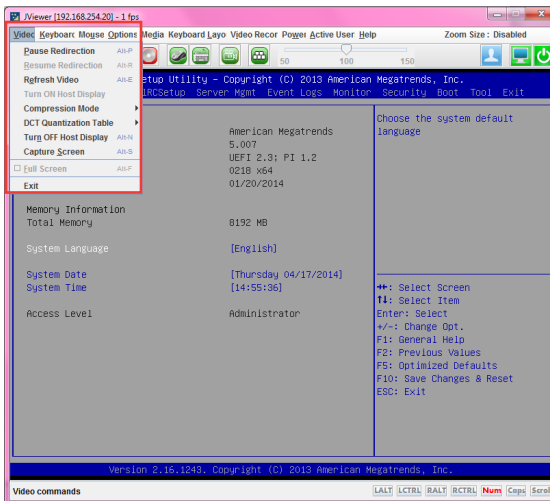 JViewer [192.168.254.20] - 1 fps
Video Keyboarc Mouse Options Media Keyboard Layo Video Recor Power Active User Help Zoom Size : Disabled
Pause Redirection Alt-P
Resume Redirection Alt-R
Refresh Video Alt-E
Turn ON Host Display
Compression Mode
DCT Quantization Table
Turn OFF Host Display Alt-N
Capture Screen Alt-S
Full Screen Alt-F
Exit
50 100 150
etup Utility – Copyright (C) 2013 American Megatrends, Inc.
IRCSetup Server Mgmt Event Logs Monitor Security Boot Tool Exit
American Megatrends
5.007
UEFI 2.3; PI 1.2
0218 x64
01/20/2014
Memory Information
Total Memory 8192 MB
System Language [English]
System Date [Thursday 04/17/2014]
System Time [14:55:36]
Access Level Administrator
Choose the system default
language
→←: Select Screen
↑↓: Select Item
Enter: Select
+/-: Change Opt.
F1: General Help
F2: Previous Values
F5: Optimized Defaults
F10: Save Changes & Reset
ESC: Exit
Version 2.16.1243. Copyright (C) 2013 American Megatrends, Inc.
Video commands LALT LCTRL RALT RCTRL Num Caps Scrol